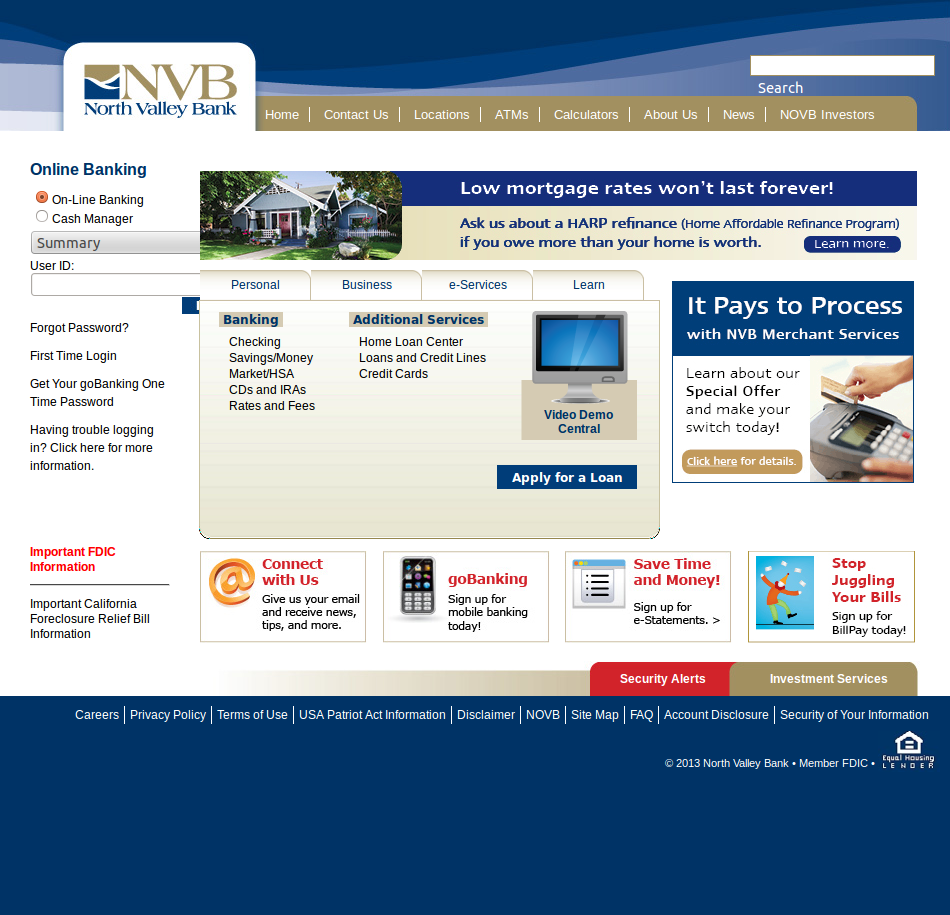 NVB
North Valley Bank
Search
Home
Contact Us
Locations
ATMs
Calculators
About Us
News
NOVB Investors
Online Banking
On-Line Banking
Cash Manager
Summary
User ID:
Forgot Password?
First Time Login
Get Your goBanking One
Time Password
Having trouble logging
in? Click here for more
information.
Important FDIC
Information
Important California
Foreclosure Relief Bill
Information
Low mortgage rates won't last forever!
Ask us about a HARP refinance (Home Affordable Refinance Program)
if you owe more than your home is worth.
Learn more.
Personal
Business
e-Services
Learn
Banking
Checking
Savings/Money
Market/HSA
CDs and IRAs
Rates and Fees
Additional Services
Home Loan Center
Loans and Credit Lines
Credit Cards
Video Demo
Central
Apply for a Loan
It Pays to Process
with NVB Merchant Services
Learn about our
Special Offer
and make your
switch today!
Click here for details.
Connect
with Us
Give us your email
and receive news,
tips, and more.
goBanking
Sign up for
mobile banking
today!
Save Time
and Money!
Sign up for
e-Statements. >
Stop
Juggling
Your Bills
Sign up for
BillPay today!
Security Alerts
Investment Services
Careers
Privacy Policy
Terms of Use
USA Patriot Act Information
Disclaimer
NOVB
Site Map
FAQ
Account Disclosure
Security of Your Information
© 2013 North Valley Bank • Member FDIC •
Equal Housing
LENDER